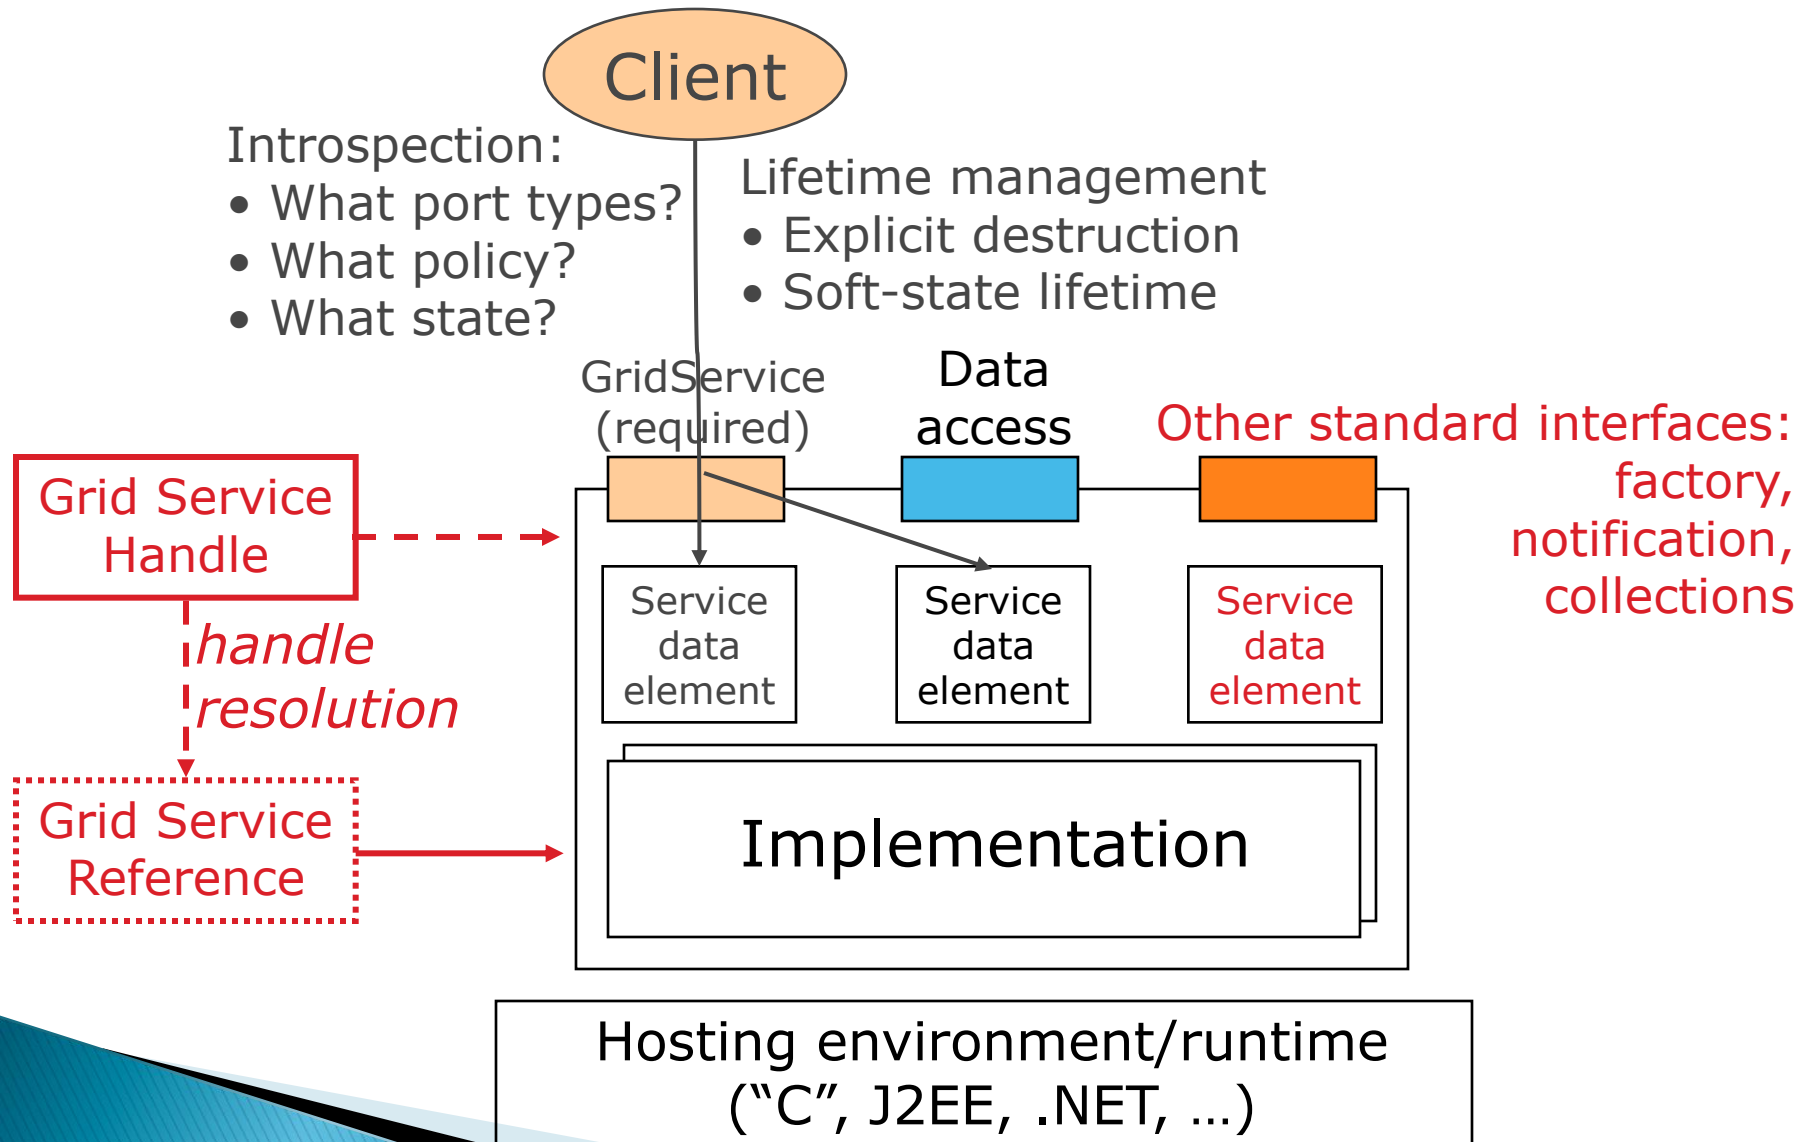 Client
Introspection:
• What port types?
• What policy?
• What state?
Lifetime management
• Explicit destruction
• Soft-state lifetime
GridService
(required)
Data
access
Other standard interfaces:
factory,
notification,
collections
Grid Service
Handle
handle
resolution
Grid Service
Reference
Service
data
element
Service
data
element
Service
data
element
Implementation
Hosting environment/runtime
(“C”, J2EE, .NET, …)